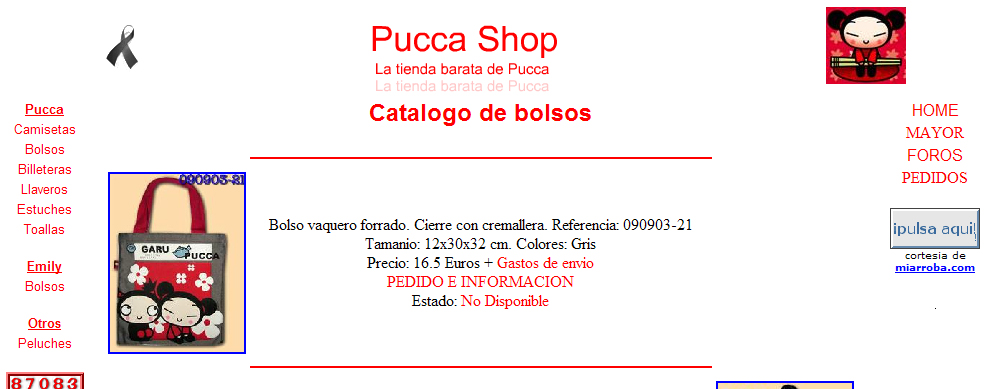 Pucca Shop
La tienda barata de Pucca
La tienda barata de Pucca
Catalogo de bolsos
Pucca
Camisetas
Bolsos
Billeteras
Llaveros
Estuches
Toallas
Emily
Bolsos
Otros
Peluches
87083
090903-21
GARU
PUCCA
Bolso vaquero forrado. Cierre con cremallera. Referencia: 090903-21
Tamanio: 12x30x32 cm. Colores: Gris
Precio: 16.5 Euros + Gastos de envio
PEDIDO E INFORMACION
Estado: No Disponible
HOME
MAYOR
FOROS
PEDIDOS
¡pulsa aqui!
cortesia de
miarroba.com
.